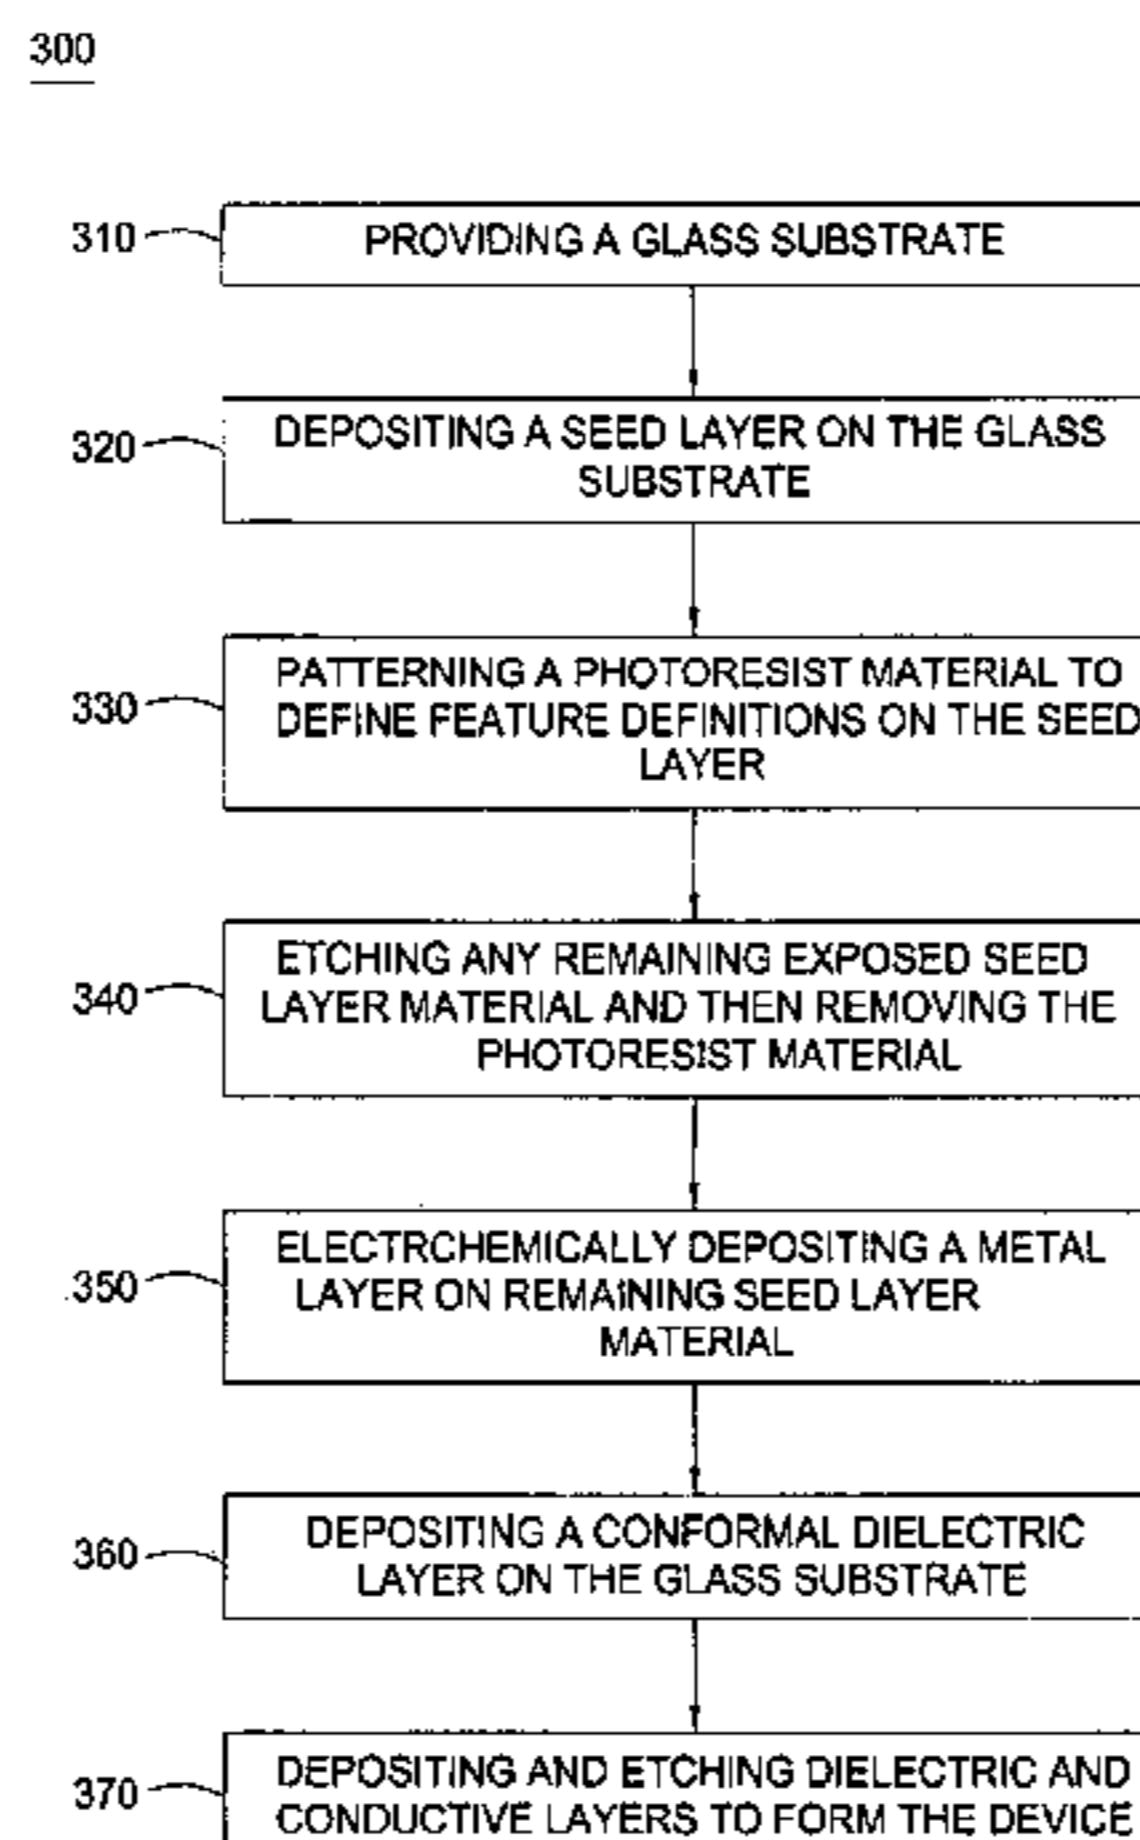 300
310
PROVIDING A GLASS SUBSTRATE
320
DEPOSITING A SEED LAYER ON THE GLASS
SUBSTRATE
330
PATTERNING A PHOTORESIST MATERIAL TO
DEFINE FEATURE DEFINITIONS ON THE SEED
LAYER
340
ETCHING ANY REMAINING EXPOSED SEED
LAYER MATERIAL AND THEN REMOVING THE
PHOTORESIST MATERIAL
350
ELECTRCHEMICALLY DEPOSITING A METAL
LAYER ON REMAINING SEED LAYER
MATERIAL
360
DEPOSITING A CONFORMAL DIELECTRIC
LAYER ON THE GLASS SUBSTRATE
370
DEPOSITING AND ETCHING DIELECTRIC AND
CONDUCTIVE LAYERS TO FORM THE DEVICE